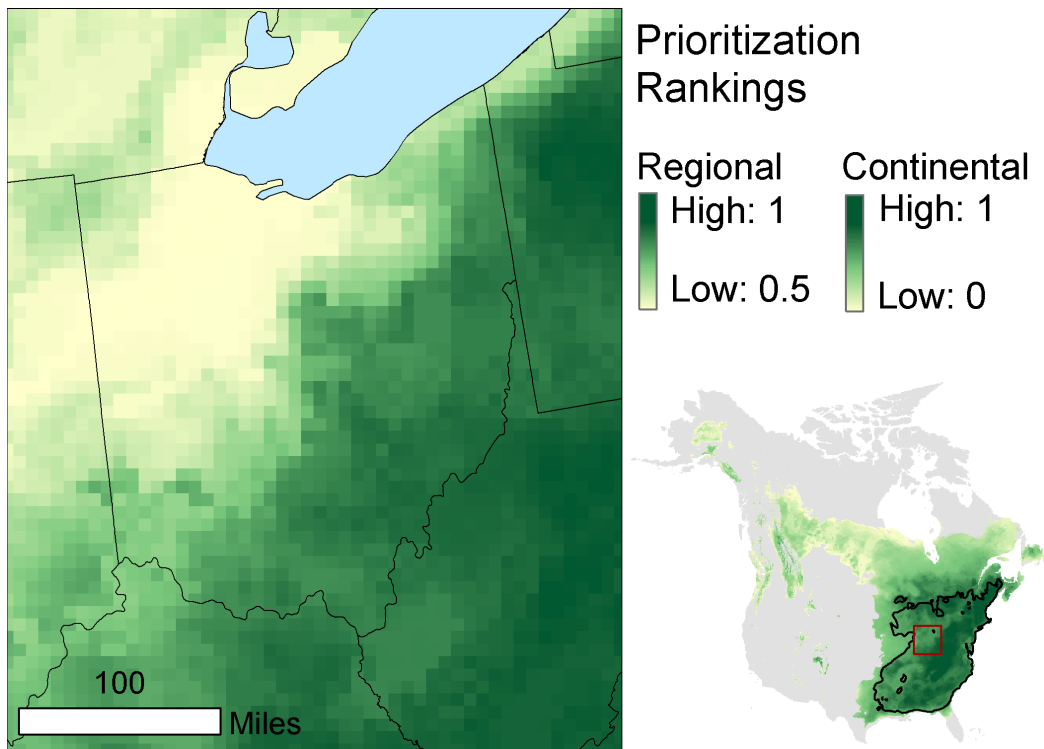 Prioritization
Rankings
Regional
Continental
High: 1
High: 1
Low: 0.5
Low: 0
100
Miles